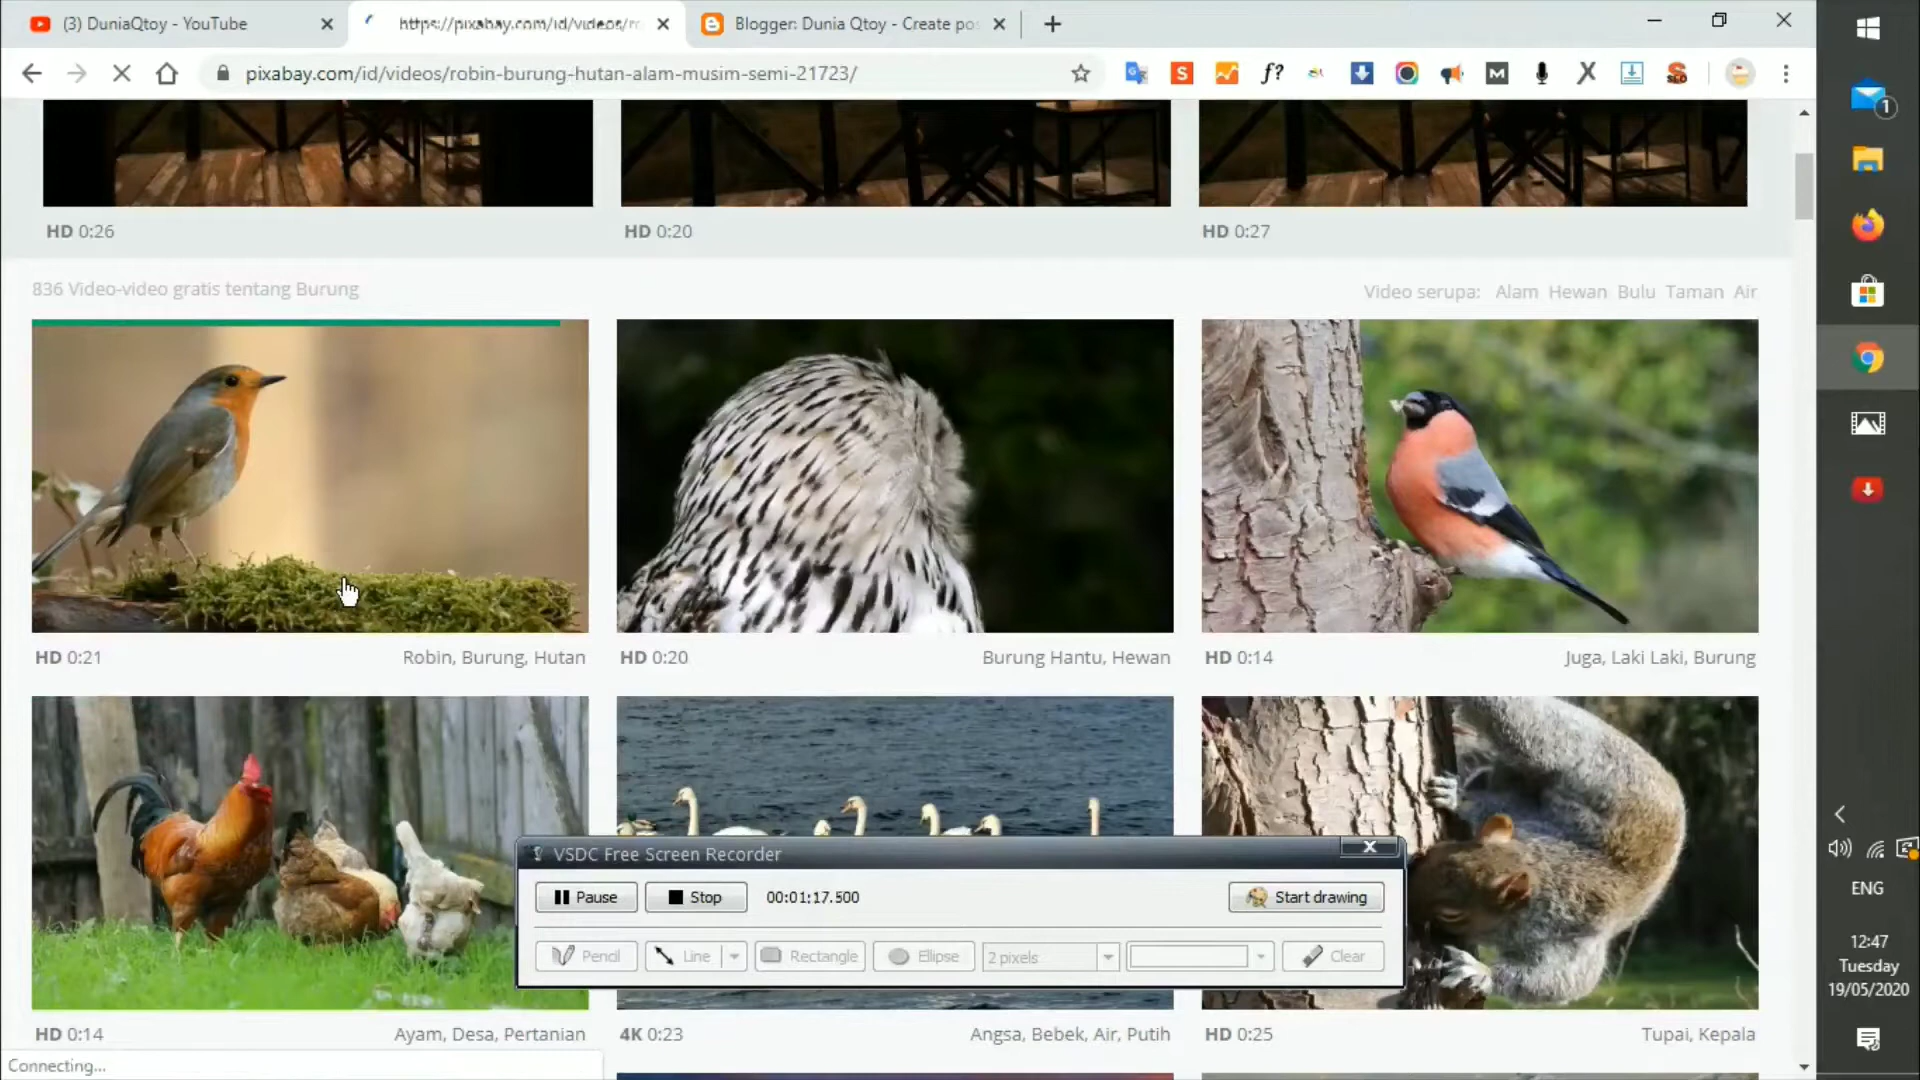 (3) DuniaQtoy - YouTube
https://pixabay.com/id/videos/ro
Blogger: Dunia Qtoy - Create pos
pixabay.com/id/videos/robin-burung-hutan-alam-musim-semi-21723/
HD 0:26
HD 0:20
HD 0:27
836 Video-video gratis tentang Burung
Video serupa: Alam Hewan Bulu Taman Air
HD 0:21
Robin, Burung, Hutan
HD 0:20
Burung Hantu, Hewan
HD 0:14
Juga, Laki Laki, Burung
VSDC Free Screen Recorder
Pause
Stop
00:01:17.500
Start drawing
Pencil
Line
Rectangle
Ellipse
2 pixels
Clear
HD 0:14
Ayam, Desa, Pertanian
4K 0:23
Angsa, Bebek, Air, Putih
HD 0:25
Tupai, Kepala
Connecting...
1
ENG
12:47
Tuesday
19/05/2020